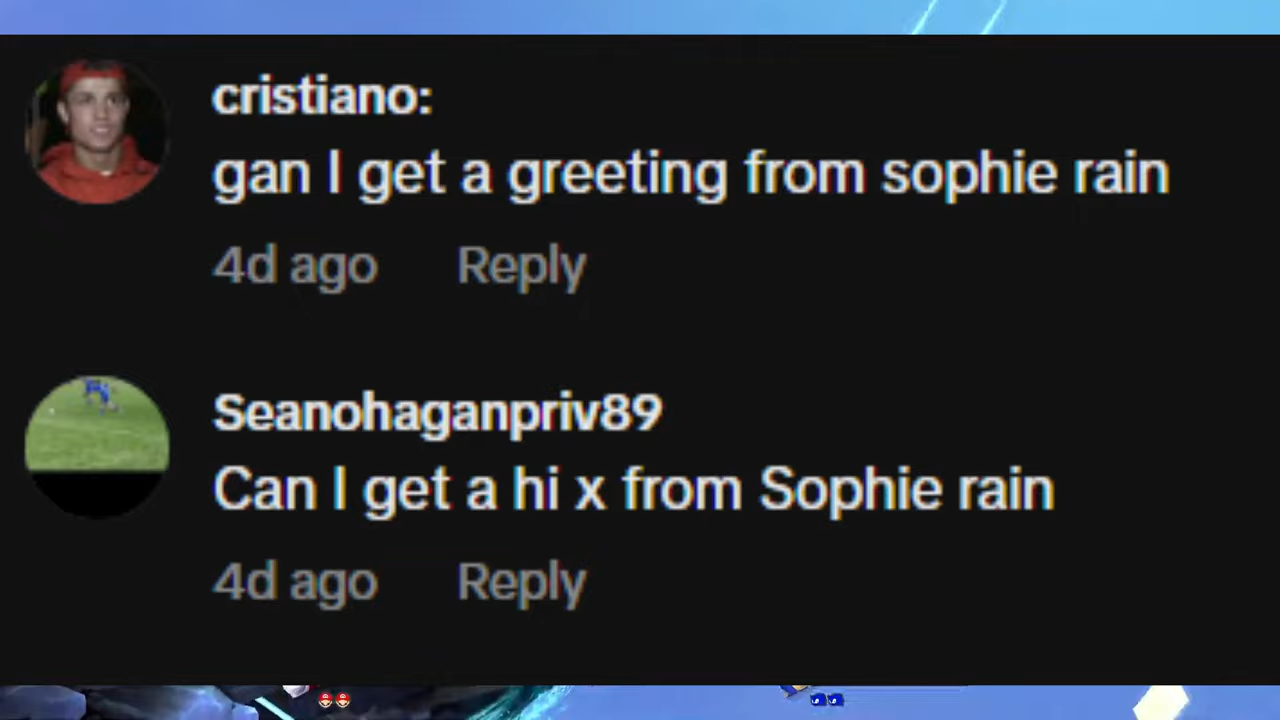 cristiano:
gan I get a greeting from sophie rain
4d ago Reply
Seanohaganpriv89
Can I get a hi x from Sophie rain
4d ago Reply